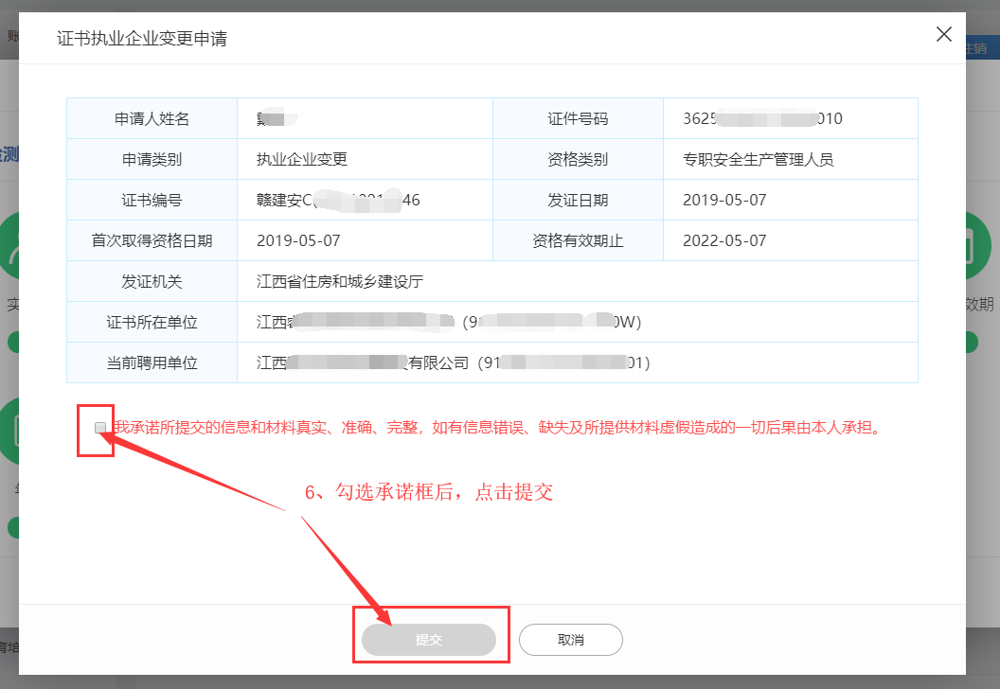 证书执业企业变更申请
注销
申请人姓名 证件号码 3625 010
申请类别 执业企业变更 资格类别 专职安全生产管理人员
证书编号 赣建安C( 46 发证日期 2019-05-07
首次取得资格日期 2019-05-07 资格有效期止 2022-05-07
发证机关 江西省住房和城乡建设厅
证书所在单位 江西 (9 0W)
当前聘用单位 江西 有限公司 (91 01)
效期
我承诺所提交的信息和材料真实、准确、完整，如有信息错误、缺失及所提供材料虚假造成的一切后果由本人承担。
6、勾选承诺框后，点击提交
提交 取消